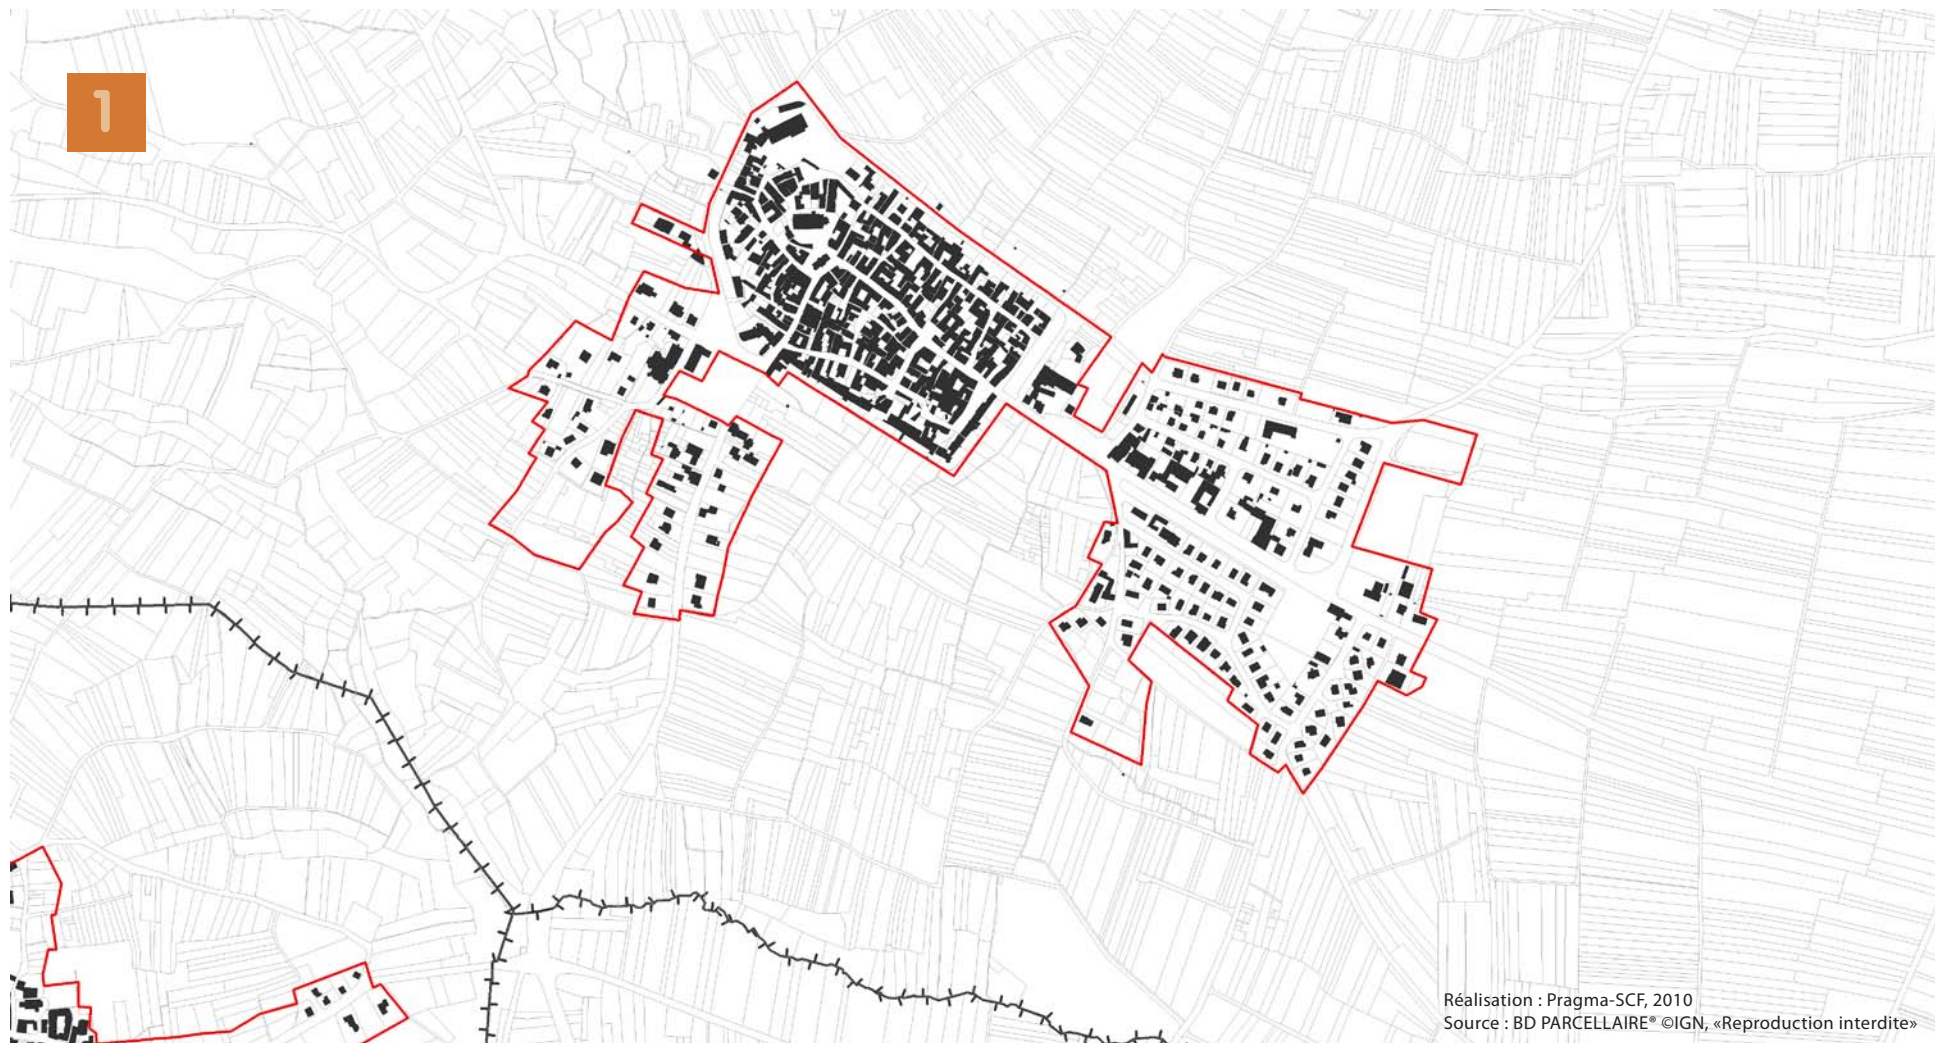 1
Réalisation : Pragma-SCF, 2010
Source : BD PARCELLAIRE® ©IGN, «Reproduction interdite»